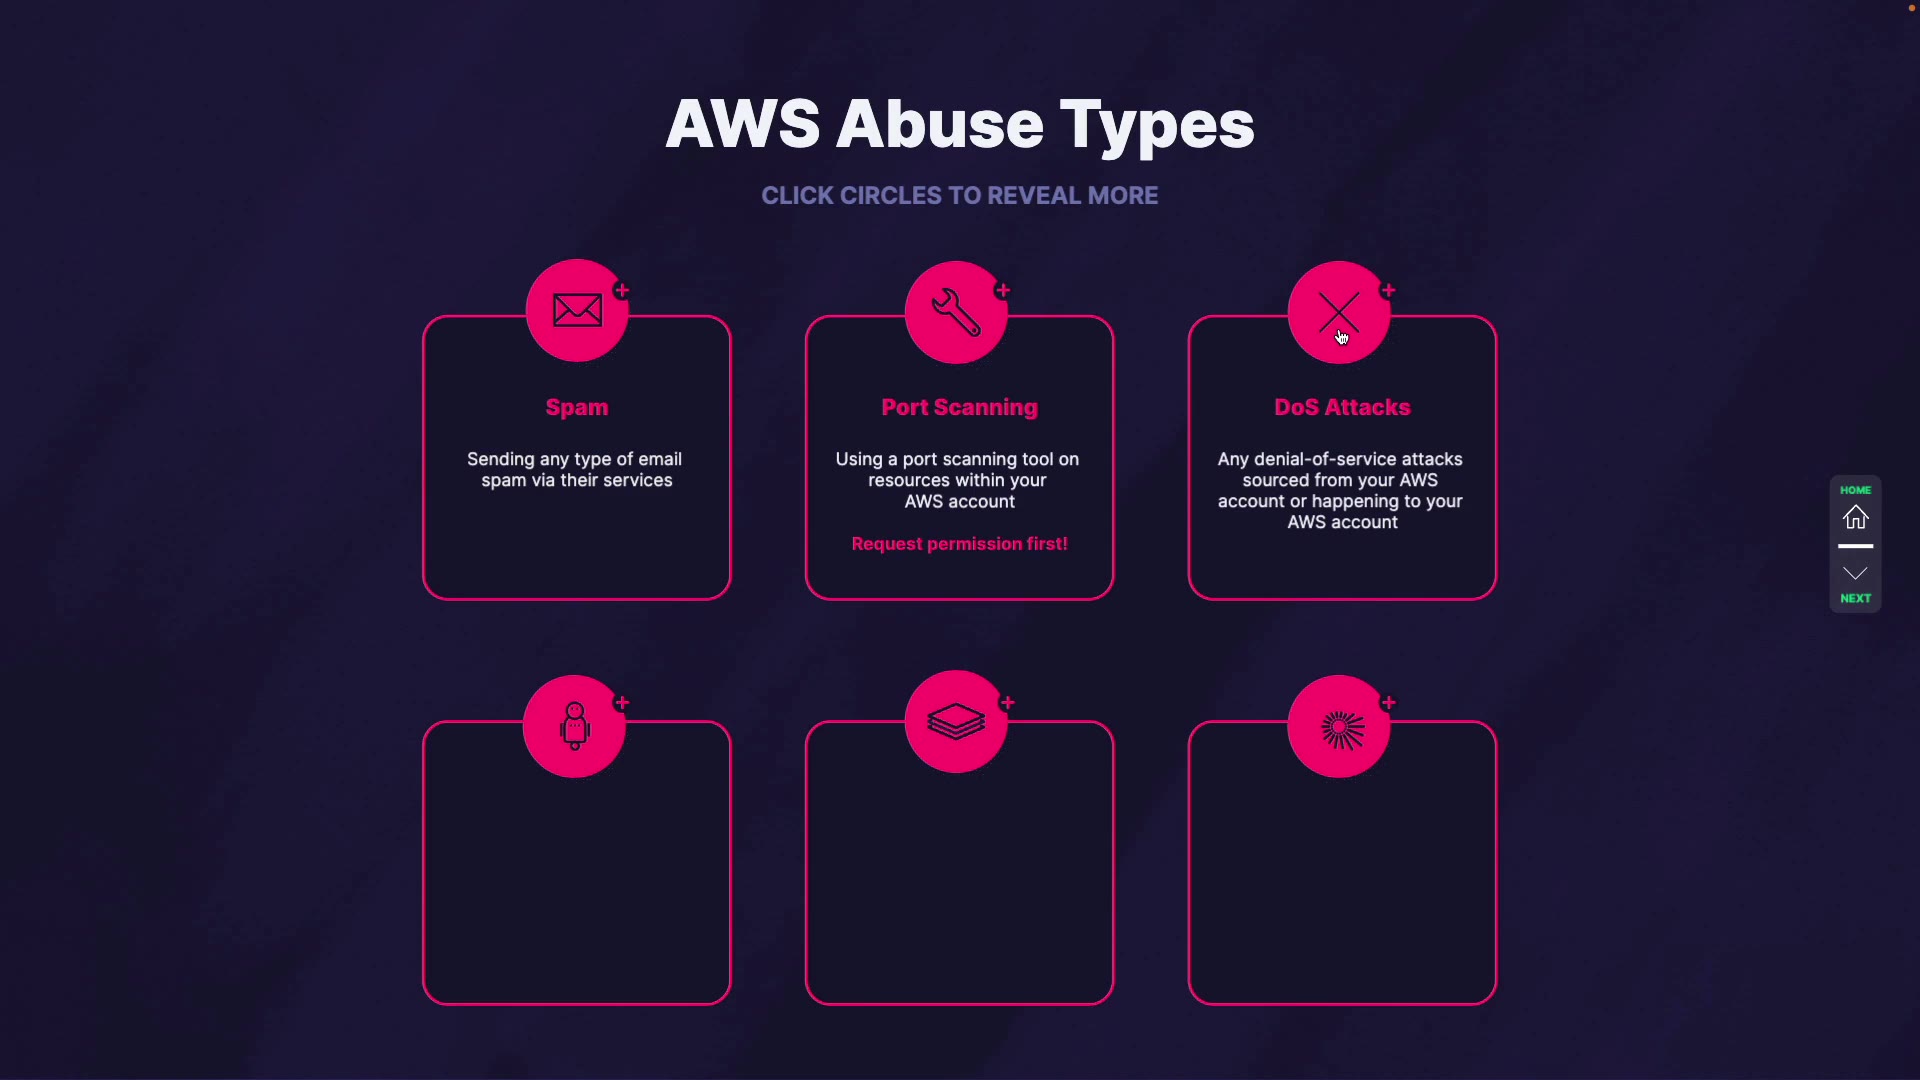 AWS Abuse Types
CLICK CIRCLES TO REVEAL MORE
Spam
Sending any type of email
spam via their services
Port Scanning
Using a port scanning tool on
resources within your
AWS account
Request permission first!
DoS Attacks
Any denial-of-service attacks
sourced from your AWS
account or happening to your
AWS account
HOME
NEXT